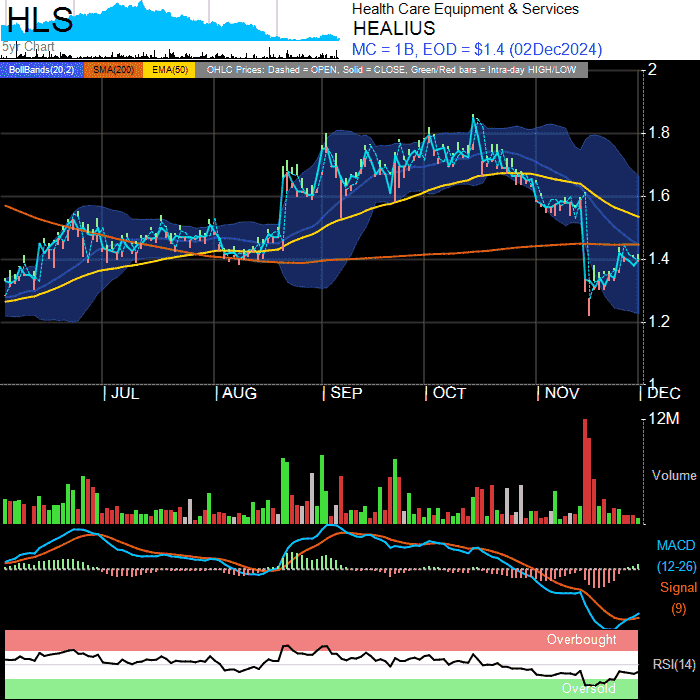 HLS
Health Care Equipment & Services
HEALIUS
5yr Chart
MC = 1B, EOD = $1.4 (02Dec2024)
BollBands(20,2) SMA(200) EMA(50) OHLC Prices: Dashed = OPEN, Solid = CLOSE, Green/Red bars = Intra-day HIGH/LOW
2
1.8
1.6
1.4
1.2
1
JUL AUG SEP OCT NOV DEC
12M
Volume
MACD
(12-26)
Signal
(9)
Overbought
RSI(14)
Oversold